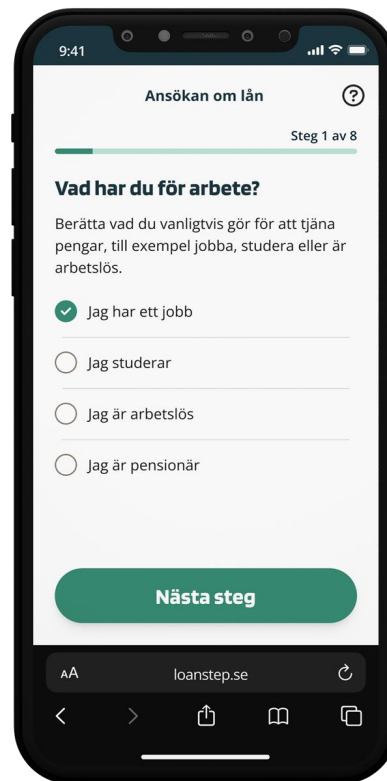 9:41
Ansökan om lån
Steg 1 av 8
Vad har du för arbete?
Berätta vad du vanligtvis gör för att tjäna
pengar, till exempel jobba, studera eller är
arbetslös.
Jag har ett jobb
Jag studerar
Jag är arbetslös
Jag är pensionär
Nästa steg
AA
loanstep.se